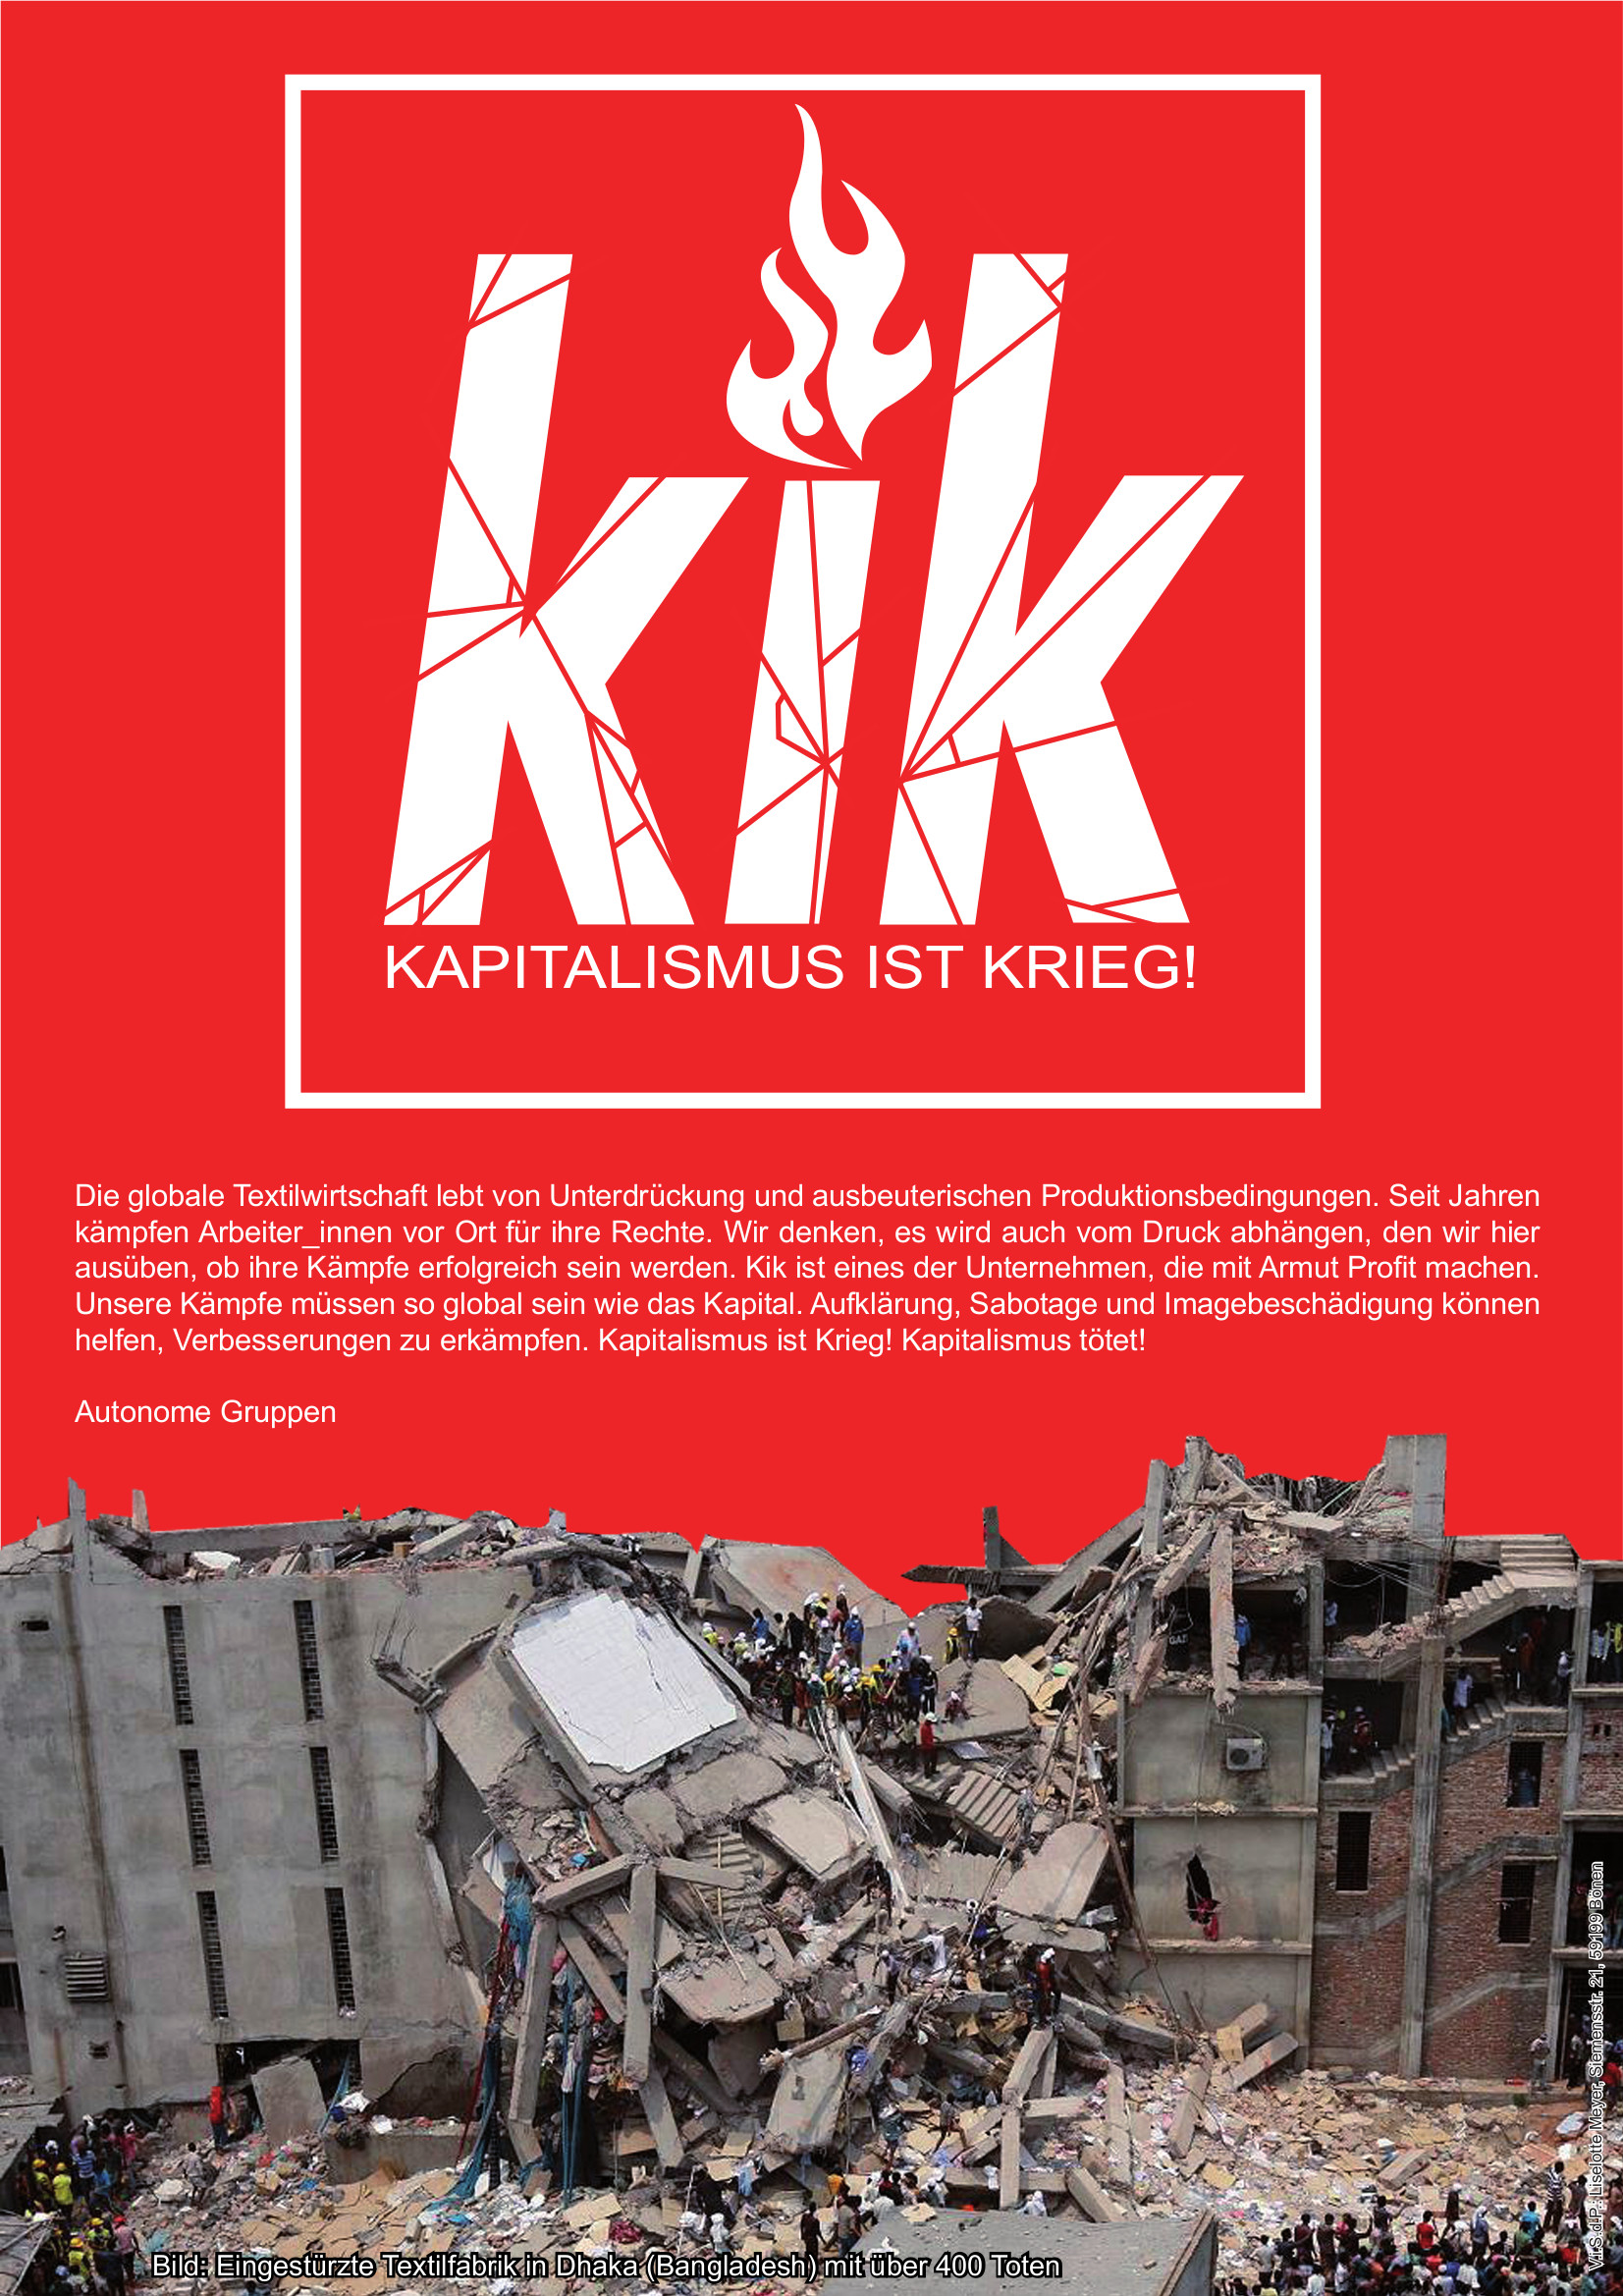 kik
KAPITALISMUS IST KRIEG!
Die globale Textilwirtschaft lebt von Unterdrückung und ausbeuterischen Produktionsbedingungen. Seit Jahren
kämpfen Arbeiter_innen vor Ort für ihre Rechte. Wir denken, es wird auch vom Druck abhängen, den wir hier
ausüben, ob ihre Kämpfe erfolgreich sein werden. Kik ist eines der Unternehmen, die mit Armut Profit machen.
Unsere Kämpfe müssen so global sein wie das Kapital. Aufklärung, Sabotage und Imagebeschädigung können
helfen, Verbesserungen zu erkämpfen. Kapitalismus ist Krieg! Kapitalismus tötet!
Autonome Gruppen
GAZI
V.i.S.d.P.: Liselotte Meyer, Siemensstr. 21, 59199 Bönen
Bild: Eingestürzte Textilfabrik in Dhaka (Bangladesh) mit über 400 Toten